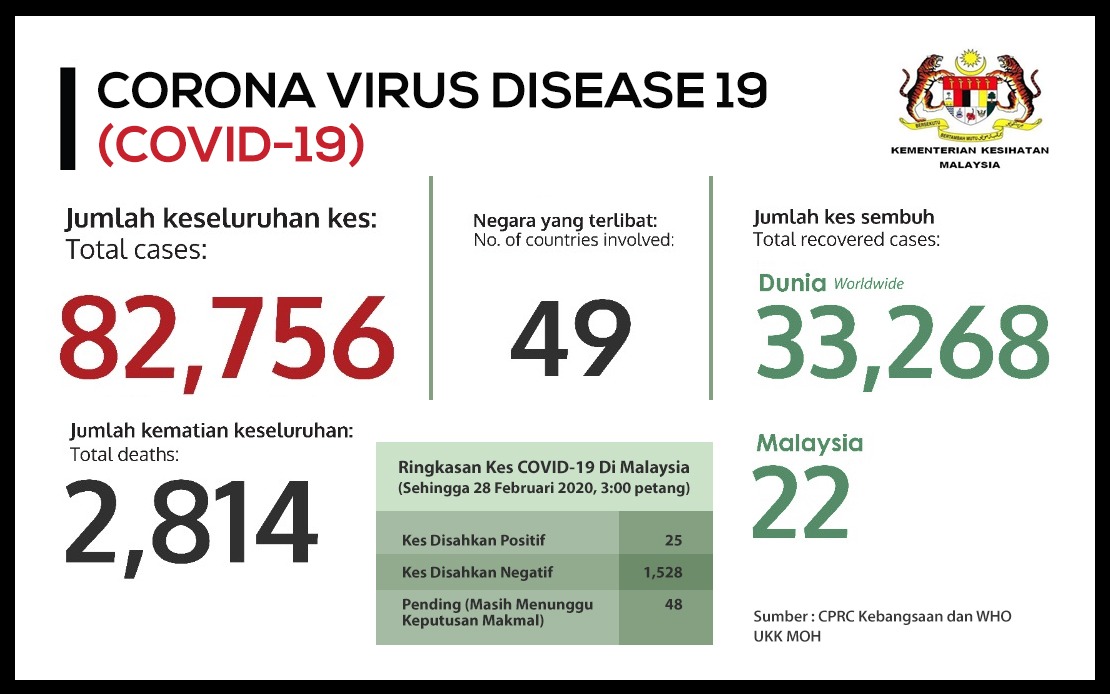 CORONA VIRUS DISEASE 19
(COVID-19)
BERSEKUTU
BERTAMBAH MUTU
KEMENTERIAN KESIHATAN
MALAYSIA
Jumlah keseluruhan kes:
Total cases:
82,756
Negara yang terlibat:
No. of countries involved:
49
Jumlah kes sembuh
Total recovered cases:
Dunia Worldwide
33,268
Jumlah kematian keseluruhan:
Total deaths:
2,814
Ringkasan Kes COVID-19 Di Malaysia
(Sehingga 28 Februari 2020, 3:00 petang)
Kes Disahkan Positif 25
Kes Disahkan Negatif 1,528
Pending (Masih Menunggu 48
Keputusan Makmal)
Malaysia
22
Sumber : CPRC Kebangsaan dan WHO
UKK MOH